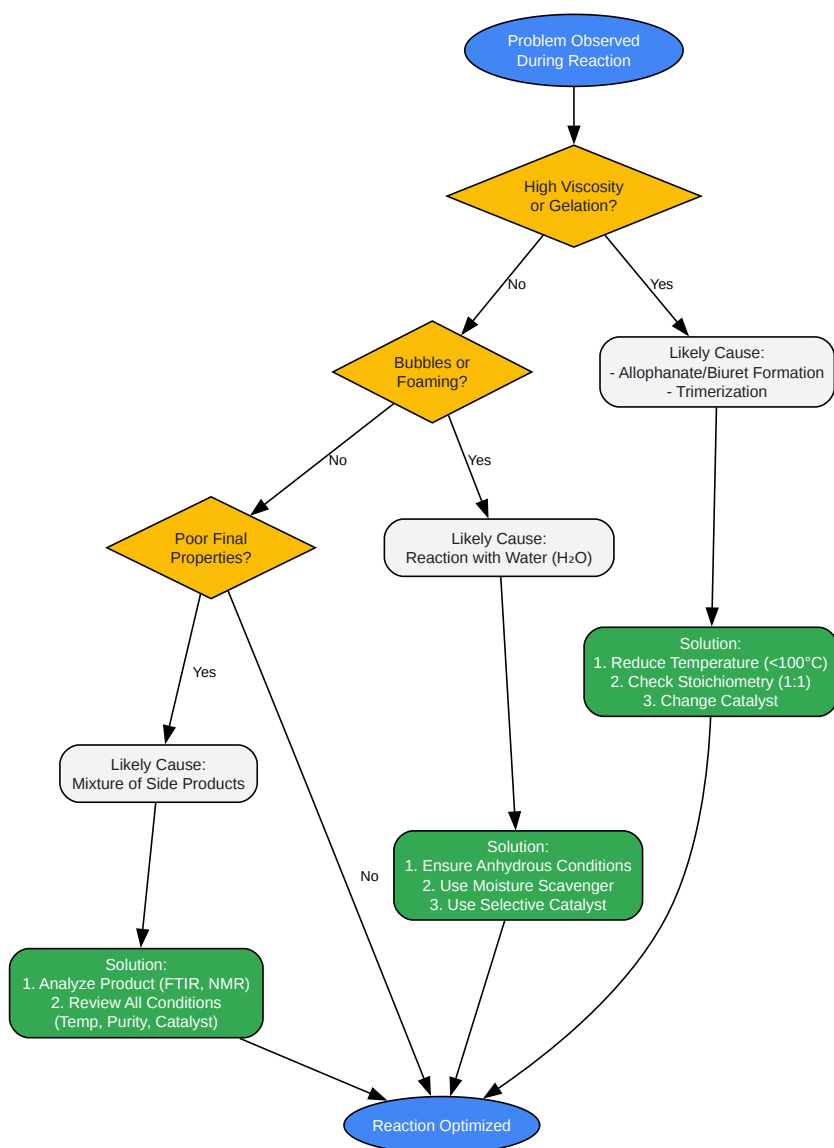 Problem Observed
During Reaction
High Viscosity
or Gelation?
No
Yes
Bubbles or
Foaming?
Likely Cause:
- Allophanate/Biuret Formation
- Trimerization
No
Yes
Poor Final
Properties?
Likely Cause:
Reaction with Water (H₂O)
Solution:
1. Reduce Temperature (<100°C)
2. Check Stoichiometry (1:1)
3. Change Catalyst
Yes
Likely Cause:
Mixture of Side Products
No
Solution:
1. Ensure Anhydrous Conditions
2. Use Moisture Scavenger
3. Use Selective Catalyst
Solution:
1. Analyze Product (FTIR, NMR)
2. Review All Conditions
(Temp, Purity, Catalyst)
Reaction Optimized